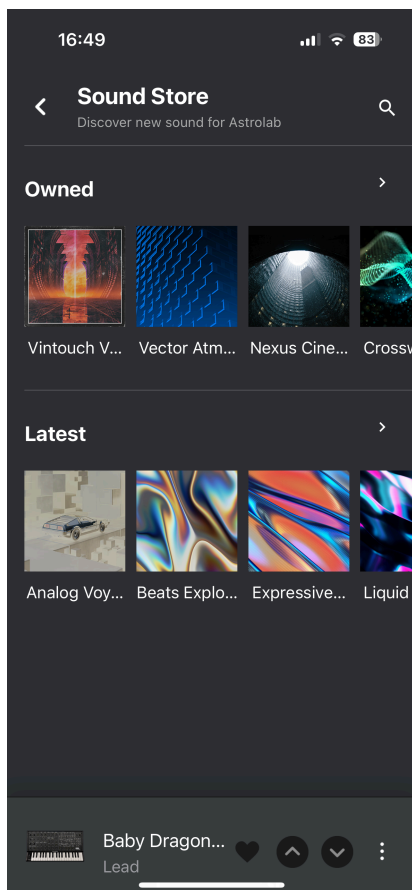 16:49
83
Sound Store
Discover new sound for Astrolab
Owned
Vintouch V... Vector Atm... Nexus Cine... Crossw
Latest
Analog Voy... Beats Explo... Expressive... Liquid
Baby Dragon...
Lead